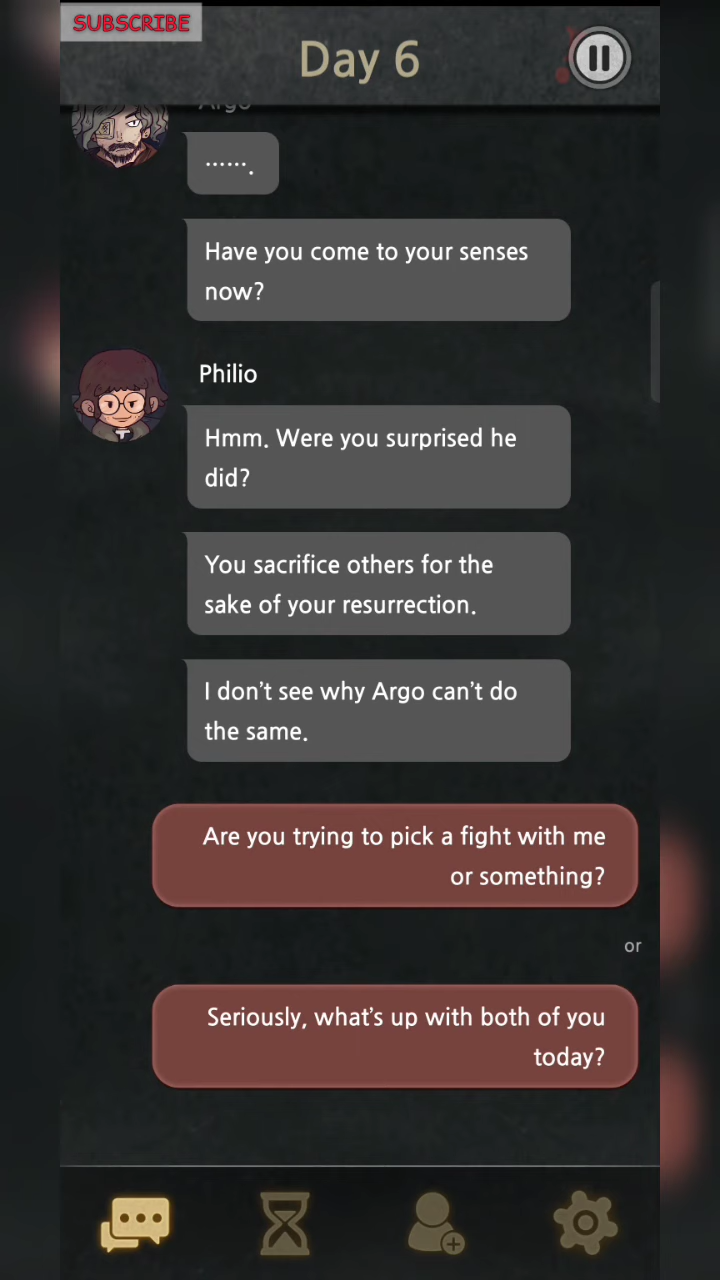 SUBSCRIBE
Day 6
Argo
.......
Have you come to your senses
now?
Philio
Hmm. Were you surprised he
did?
You sacrifice others for the
sake of your resurrection.
I don't see why Argo can't do
the same.
Are you trying to pick a fight with me
or something?
or
Seriously, what's up with both of you
today?